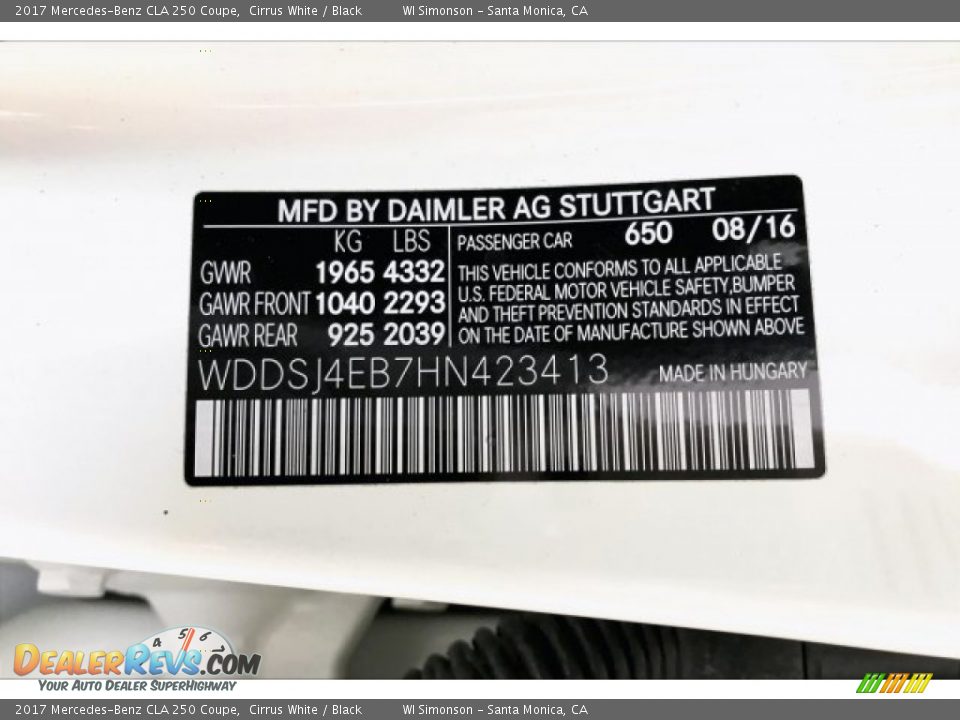 2017 Mercedes-Benz CLA 250 Coupe, Cirrus White / Black WI Simonson - Santa Monica, CA
MFD BY DAIMLER AG STUTTGART
KG LBS
GVWR 1965 4332
GAWR FRONT 1040 2293
GAWR REAR 925 2039
PASSENGER CAR 650 08/16
THIS VEHICLE CONFORMS TO ALL APPLICABLE
U.S. FEDERAL MOTOR VEHICLE SAFETY,BUMPER
AND THEFT PREVENTION STANDARDS IN EFFECT
ON THE DATE OF MANUFACTURE SHOWN ABOVE
WDDSJ4EB7HN423413 MADE IN HUNGARY
4 5 6 7
DEALERREVS.COM
YOUR AUTO DEALER SUPERHIGHWAY
2017 Mercedes-Benz CLA 250 Coupe, Cirrus White / Black WI Simonson - Santa Monica, CA